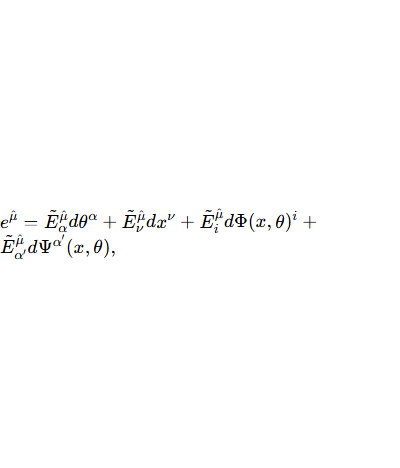 $e^{\hat{\mu}} = \tilde{E}^{\hat{\mu}}_{\alpha} d\theta^{\alpha} + \tilde{E}^{\hat{\mu}}_{\nu} dx^{\nu} + \tilde{E}^{\hat{\mu}}_{i} d\Phi(x,\theta)^{i} +$
$\tilde{E}^{\hat{\mu}}_{\alpha'} d\Psi^{\alpha'}(x,\theta),$